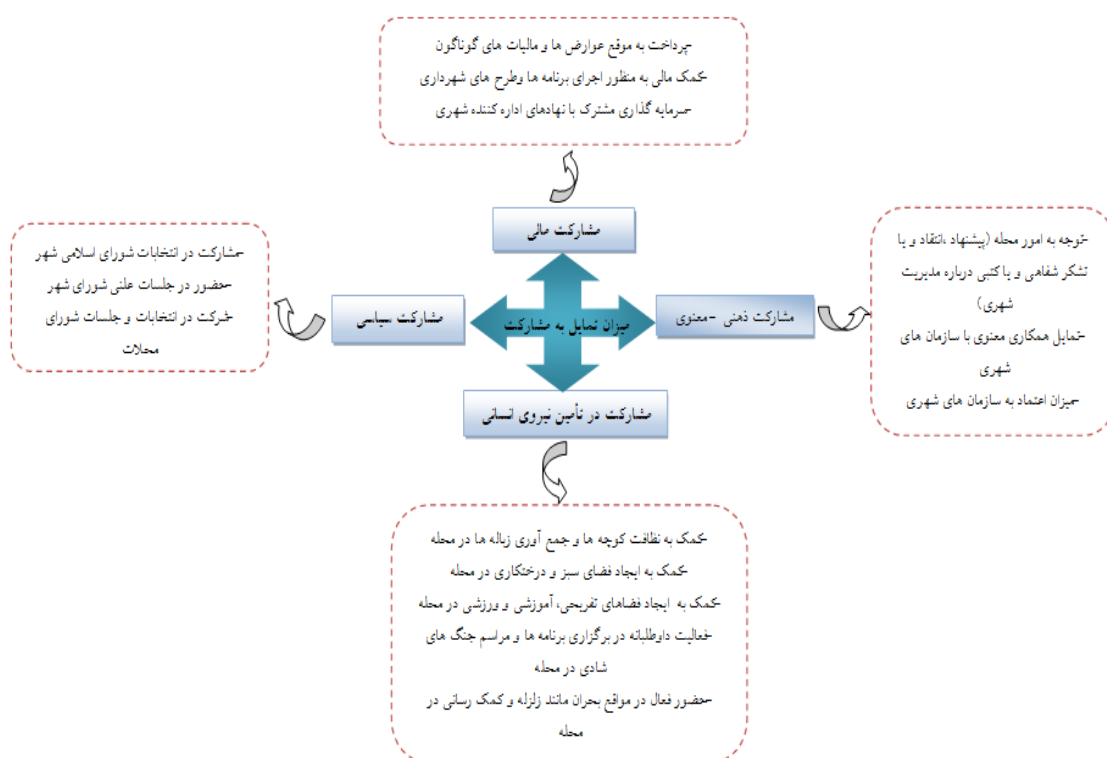 -پرداخت به موقع عوارض ها و مالیات های گوناگون
-کمک مالی به منظور اجرای برنامه ها وطرح های شهرداری
-سرمایه گذاری مشترک با نهادهای اداره کننده شهری
مشارکت مالی
-توجه به امور محله (پیشنهاد ،انتقاد و یا
تشکر شفاهی و یا کتبی درباره مدیریت
شهری)
-تمایل همکاری معنوی با سازمان های
شهری
-میزان اعتماد به سازمان های شهری
مشارکت ذهنی -معنوی
میزان تمایل به مشارکت
مشارکت سیاسی
-مشارکت در انتخابات شورای اسلامی شهر
-حضور در جلسات علنی شورای شهر
-شرکت در انتخابات و جلسات شورای
محلات
مشارکت در تأمین نیروی انسانی
-کمک به نظافت کوچه ها و جمع آوری زباله ها در محله
-کمک به ایجاد فضای سبز و درختکاری در محله
-کمک به ایجاد فضاهای تفریحی، آموزشی و ورزشی در محله
-فعالیت داوطلبانه در برگزاری برنامه ها و مراسم جنگ های
شادی در محله
-حضور فعال در مواقع بحران مانند زلزله و کمک رسانی در
محله